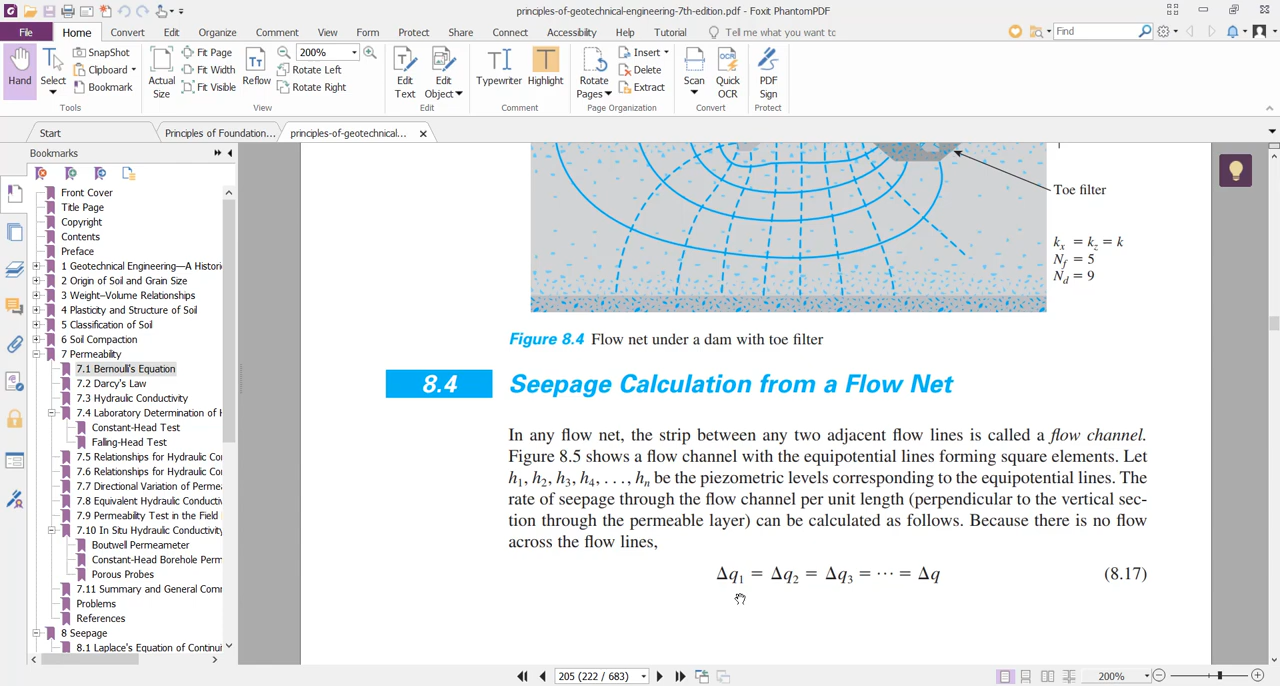 principles-of-geotechnical-engineering-7th-edition.pdf - Foxit PhantomPDF
File Home Convert Edit Organize Comment View Form Protect Share Connect Accessibility Help Tutorial Tell me what you want to do Find
Hand
Select
SnapShot
Clipboard
Bookmark
Tools
Actual Size
Fit Page
Fit Width
Fit Visible
Reflow
200%
Rotate Left
Rotate Right
View
Edit Text
Edit Object
Edit
Typewriter
Highlight
Comment
Rotate Pages
Insert
Delete
Extract
Page Organization
Scan
Quick OCR
Convert
PDF Sign
Protect
Start Principles of Foundation... principles-of-geotechnical...
Bookmarks
Front Cover
Title Page
Copyright
Contents
Preface
1 Geotechnical Engineering—A Histori
2 Origin of Soil and Grain Size
3 Weight–Volume Relationships
4 Plasticity and Structure of Soil
5 Classification of Soil
6 Soil Compaction
7 Permeability
7.1 Bernoulli's Equation
7.2 Darcy's Law
7.3 Hydraulic Conductivity
7.4 Laboratory Determination of H
Constant-Head Test
Falling-Head Test
7.5 Relationships for Hydraulic Co
7.6 Relationships for Hydraulic Co
7.7 Directional Variation of Perme
7.8 Equivalent Hydraulic Conducti
7.9 Permeability Test in the Field
7.10 In Situ Hydraulic Conductivity
Boutwell Permeameter
Constant-Head Borehole Perm
Porous Probes
7.11 Summary and General Com
Problems
References
8 Seepage
8.1 Laplace's Equation of Continui
Toe filter
kx = kz = k
Nf = 5
Nd = 9
Figure 8.4 Flow net under a dam with toe filter
8.4 Seepage Calculation from a Flow Net
In any flow net, the strip between any two adjacent flow lines is called a flow channel.
Figure 8.5 shows a flow channel with the equipotential lines forming square elements. Let
h1, h2, h3, h4, . . . , hn be the piezometric levels corresponding to the equipotential lines. The
rate of seepage through the flow channel per unit length (perpendicular to the vertical sec-
tion through the permeable layer) can be calculated as follows. Because there is no flow
across the flow lines,
Δq1 = Δq2 = Δq3 = ··· = Δq (8.17)
205 (222 / 683)
200%